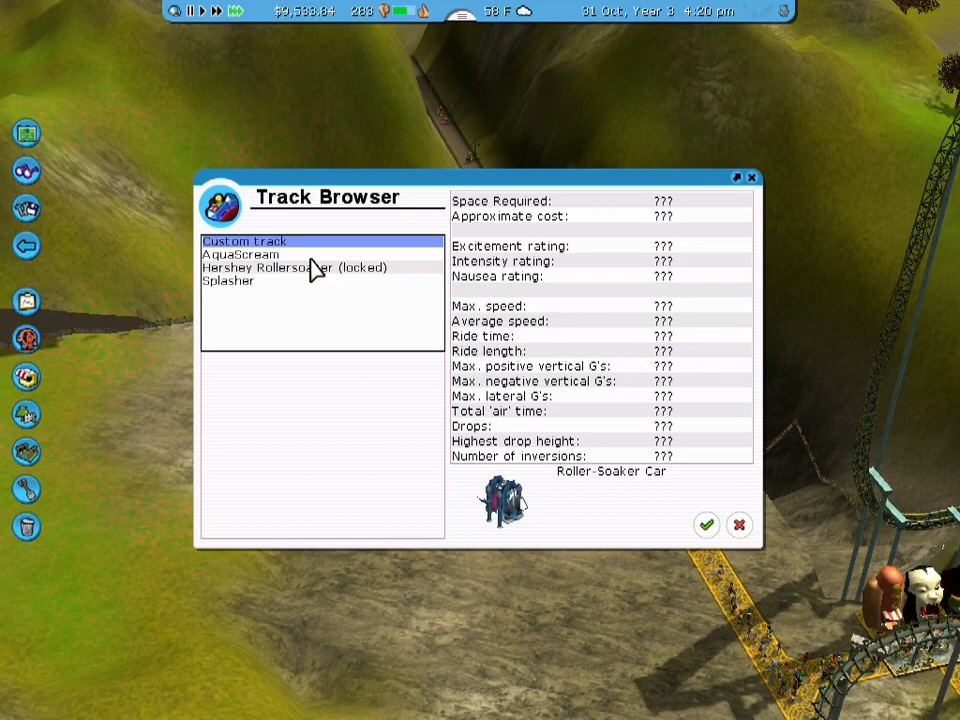 $9,533.84 283 58 F 31 Oct, Year 3 4:20 pm
Track Browser
Custom track
AquaScream
Hershey Rollersoaker (locked)
Splasher
Space Required: ???
Approximate cost: ???
Excitement rating: ???
Intensity rating: ???
Nausea rating: ???
Max. speed: ???
Average speed: ???
Ride time: ???
Ride length: ???
Max. positive vertical G's: ???
Max. negative vertical G's: ???
Max. lateral G's: ???
Total 'air' time: ???
Drops: ???
Highest drop height: ???
Number of inversions: ???
Roller-Soaker Car